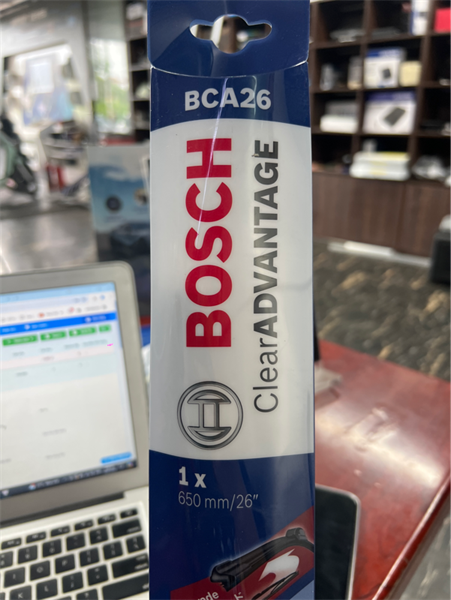 BCA26
BOSCH
ClearADVANTAGE
1 x
650 mm/26"